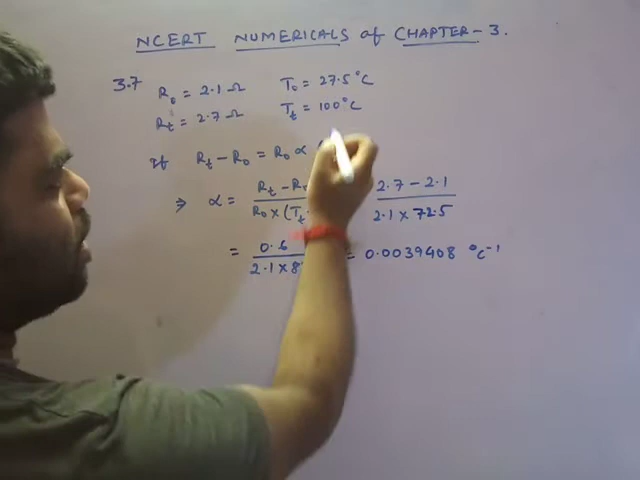 NCERT NUMERICALS of CHAPTER - 3.
3.7 R₀ = 2.1 Ω T₀ = 27.5°C
Rt = 2.7 Ω Tt = 100°C
If Rt - R₀ = R₀ α
⇒ α = Rt - R₀ / R₀ × (Tt 2.7 - 2.1 / 2.1 × 72.5
= 0.6 / 2.1 × 8 = 0.0039408 °C⁻¹